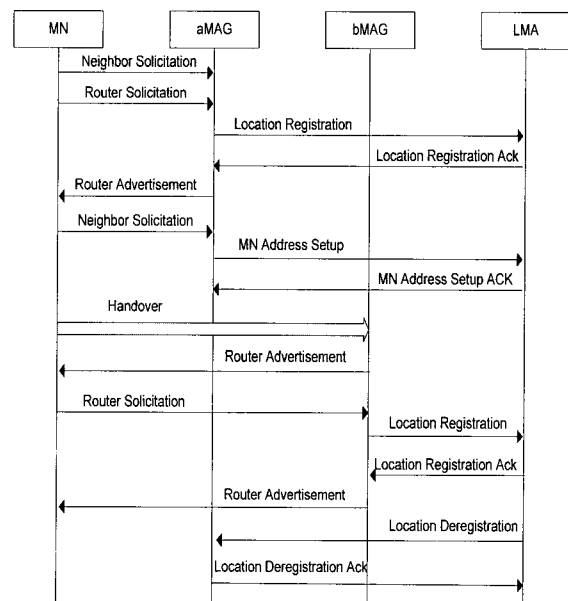 MN
aMAG
bMAG
LMA
Neighbor Solicitation
Router Solicitation
Location Registration
Location Registration Ack
Router Advertisement
Neighbor Solicitation
MN Address Setup
MN Address Setup ACK
Handover
Router Advertisement
Router Solicitation
Location Registration
Location Registration Ack
Router Advertisement
Location Deregistration
Location Deregistration Ack